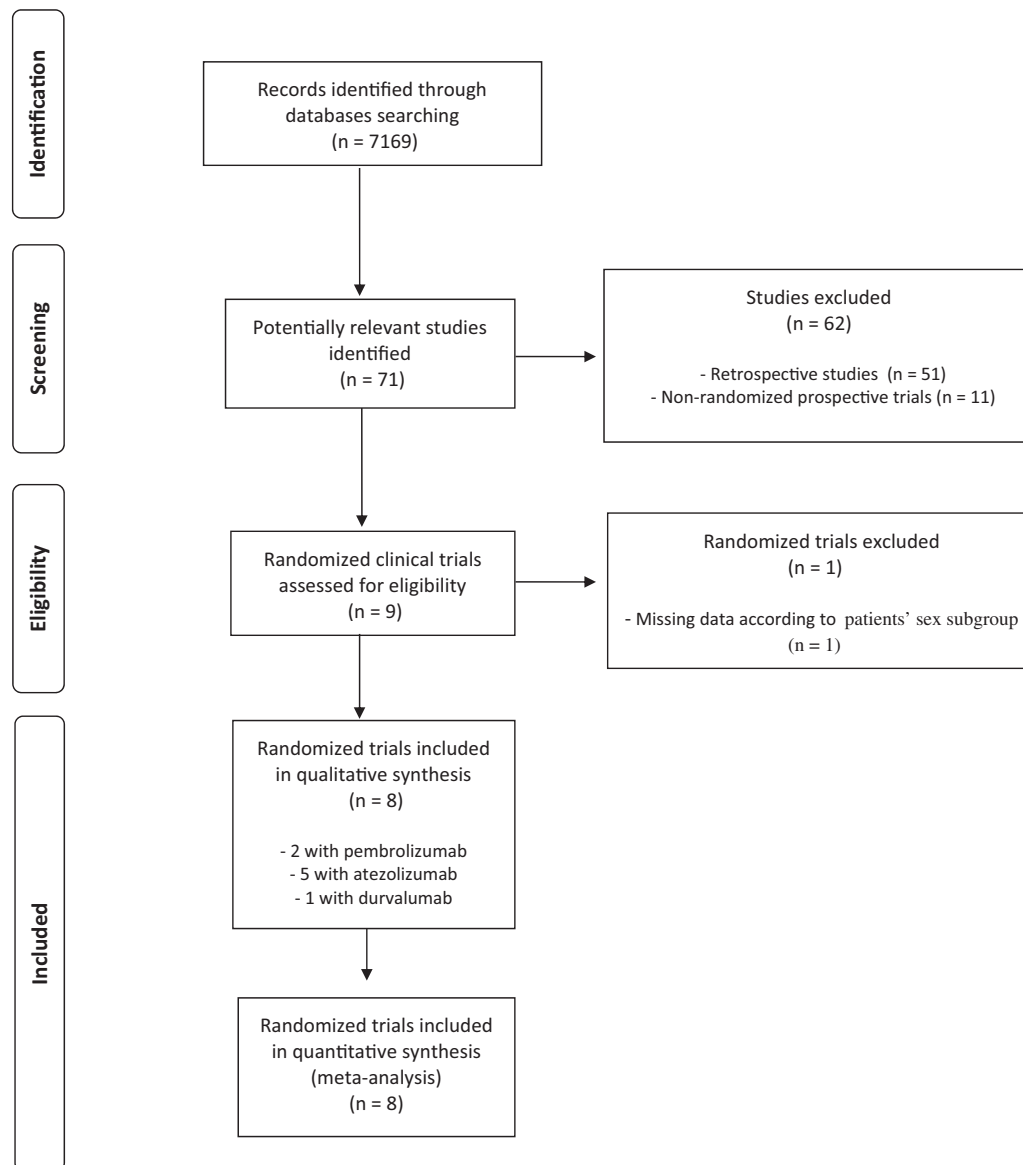 Identification
Records identified through
databases searching
(n = 7169)
Screening
Potentially relevant studies
identified
(n = 71)
Studies excluded
(n = 62)
- Retrospective studies (n = 51)
- Non-randomized prospective trials (n = 11)
Eligibility
Randomized clinical trials
assessed for eligibility
(n = 9)
Randomized trials excluded
(n = 1)
- Missing data according to patients' sex subgroup
(n = 1)
Included
Randomized trials included
in qualitative synthesis
(n = 8)
- 2 with pembrolizumab
- 5 with atezolizumab
- 1 with durvalumab
Randomized trials included
in quantitative synthesis
(meta-analysis)
(n = 8)